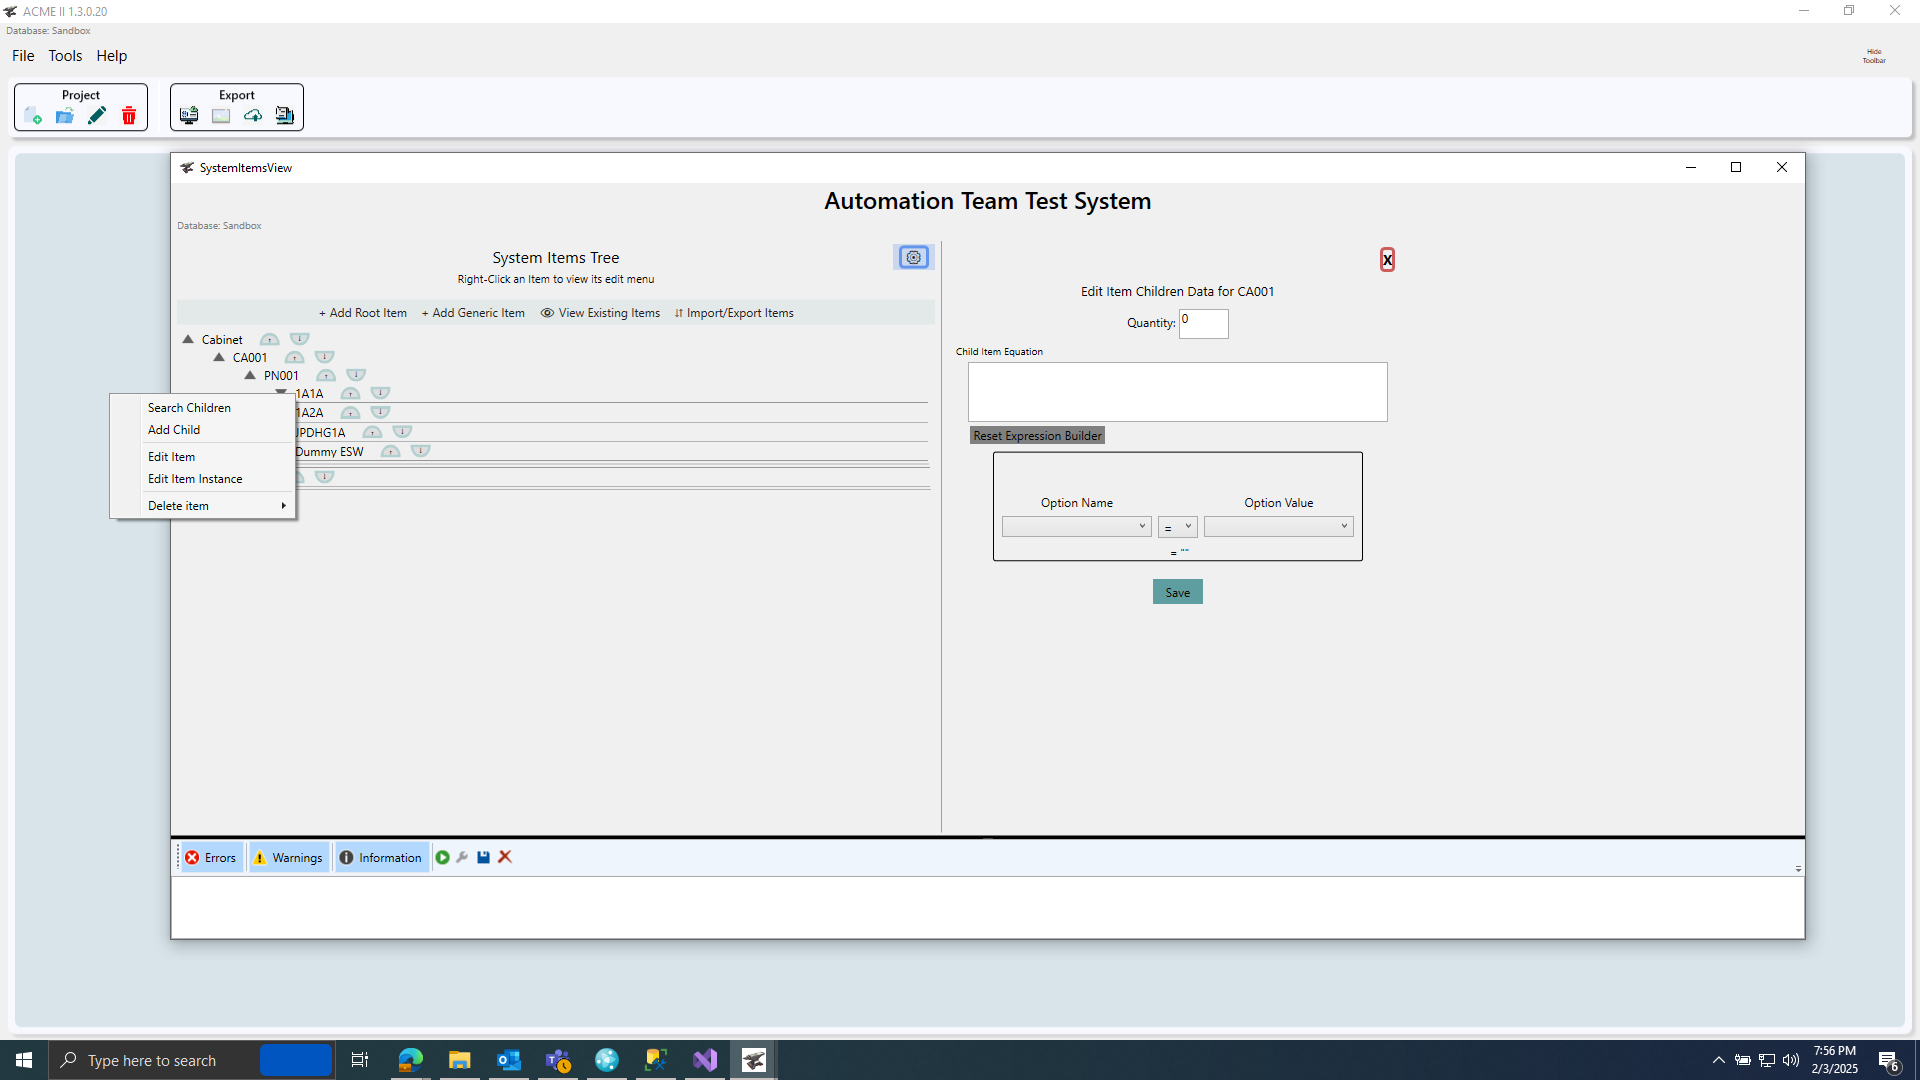 ACME II 1.3.0.20
Database: Sandbox
File Tools Help
Hide
Toolbar
Project
Export
SystemItemsView
Automation Team Test System
Database: Sandbox
System Items Tree
Right-Click an Item to view its edit menu
+ Add Root Item + Add Generic Item View Existing Items Import/Export Items
Cabinet
CA001
PN001
1A1A
1A2A
JPDHG1A
Dummy ESW
Search Children
Add Child
Edit Item
Edit Item Instance
Delete item
X
Edit Item Children Data for CA001
Quantity: 0
Child Item Equation
Reset Expression Builder
Option Name Option Value
=
= ""
Save
Errors Warnings Information
Type here to search
7:56 PM
2/3/2025
6